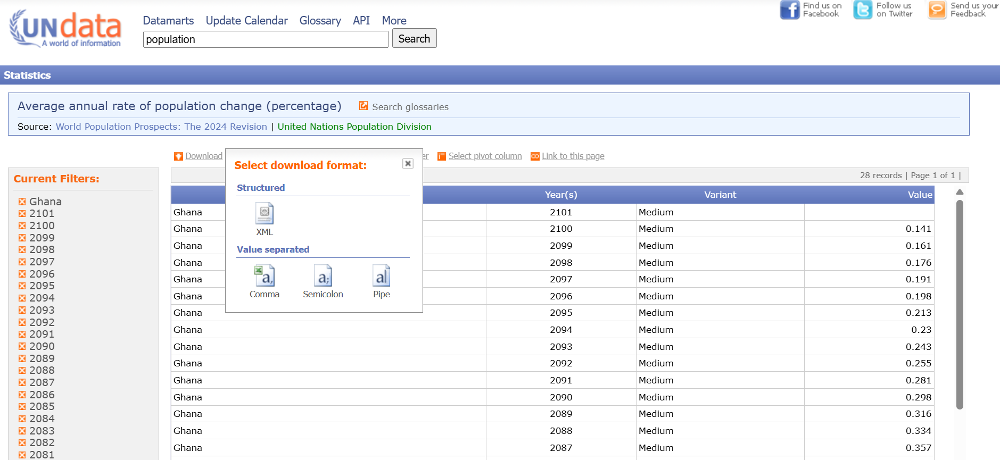 UNdata
A world of information
Datamarts Update Calendar Glossary API More
population
Search
Find us on
Facebook
Follow us
on Twitter
Send us your
Feedback
Statistics
Average annual rate of population change (percentage) Search glossaries
Source: World Population Prospects: The 2024 Revision | United Nations Population Division
Download er Select pivot column Link to this page
Select download format:
Structured
XML
Value separated
a, a; a|
Comma Semicolon Pipe
Current Filters:
Ghana
2101
2100
2099
2098
2097
2096
2095
2094
2093
2092
2091
2090
2089
2088
2087
2086
2085
2084
2083
2082
2081
28 records | Page 1 of 1 |
Year(s) Variant Value
Ghana 2101 Medium
Ghana 2100 Medium 0.141
Ghana 2099 Medium 0.161
Ghana 2098 Medium 0.176
Ghana 2097 Medium 0.191
Ghana 2096 Medium 0.198
Ghana 2095 Medium 0.213
Ghana 2094 Medium 0.23
Ghana 2093 Medium 0.243
Ghana 2092 Medium 0.255
Ghana 2091 Medium 0.281
Ghana 2090 Medium 0.298
Ghana 2089 Medium 0.316
Ghana 2088 Medium 0.334
Ghana 2087 Medium 0.357